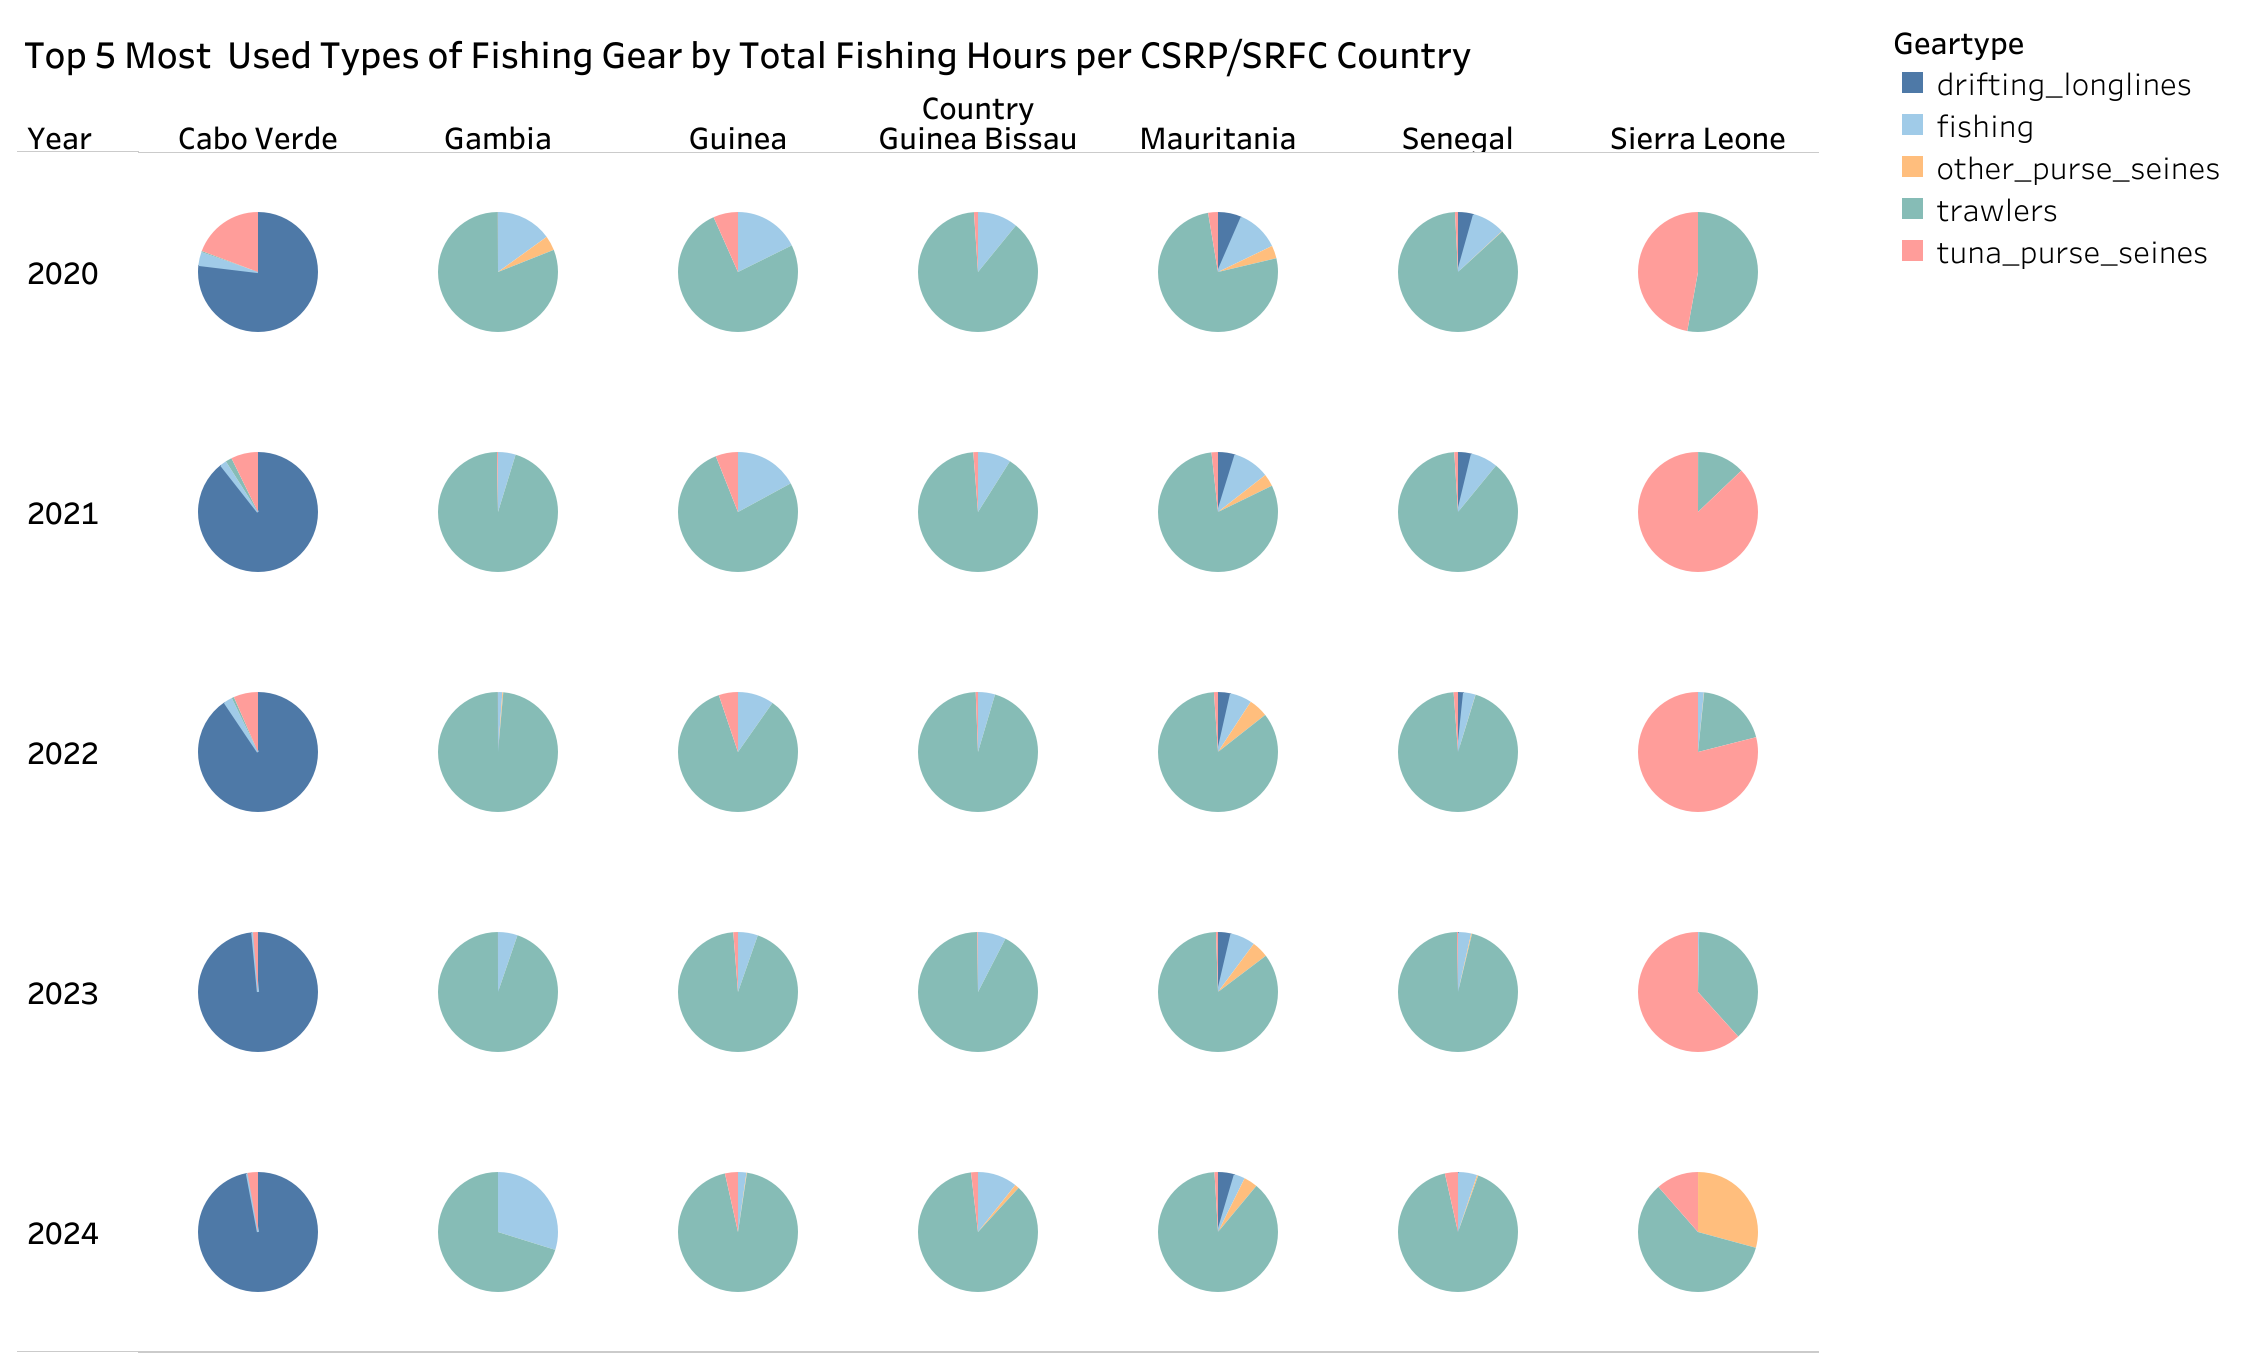 Top 5 Most  Used Types of Fishing Gear by Total Fishing Hours per CSRP/SRFC Country
Country
Year Cabo Verde Gambia Guinea Guinea Bissau Mauritania Senegal Sierra Leone
2020
2021
2022
2023
2024
Geartype
drifting_longlines
fishing
other_purse_seines
trawlers
tuna_purse_seines